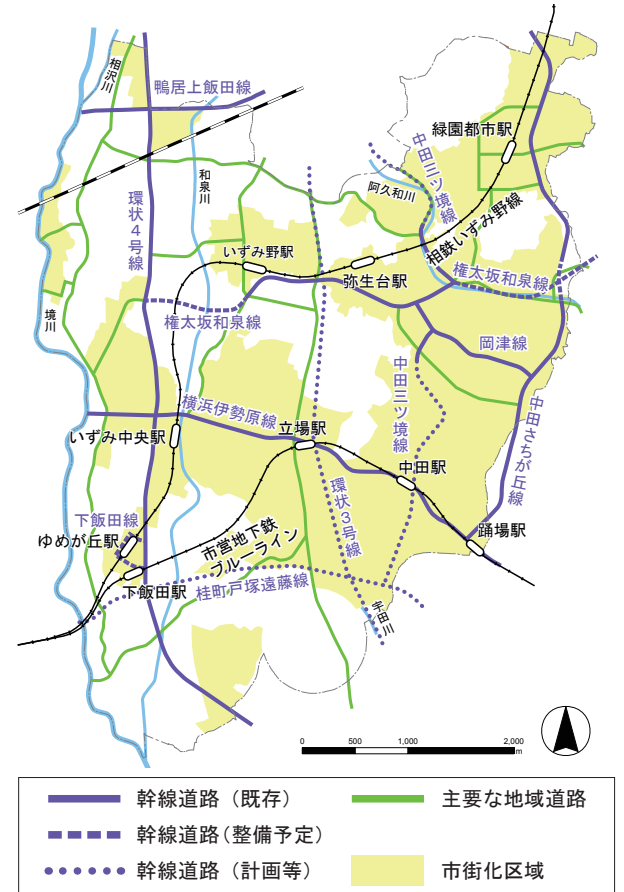 相沢川
鴨居上飯田線
緑園都市駅
中田三ツ境線
和泉川
阿久和川
環状4号線
相鉄いずみ野線
いずみ野駅
弥生台駅
権太坂和泉線
境川
権太坂和泉線
岡津線
中田三ツ境線
横浜伊勢原線
中田さちが丘線
いずみ中央駅
立場駅
中田駅
環状3号線
下飯田線
踊場駅
ゆめが丘駅
市営地下鉄
ブルーライン
下飯田駅
桂町戸塚遠藤線
宇田川
0 500 1,000 2,000
m
幹線道路（既存）
主要な地域道路
幹線道路（整備予定）
幹線道路（計画等）
市街化区域